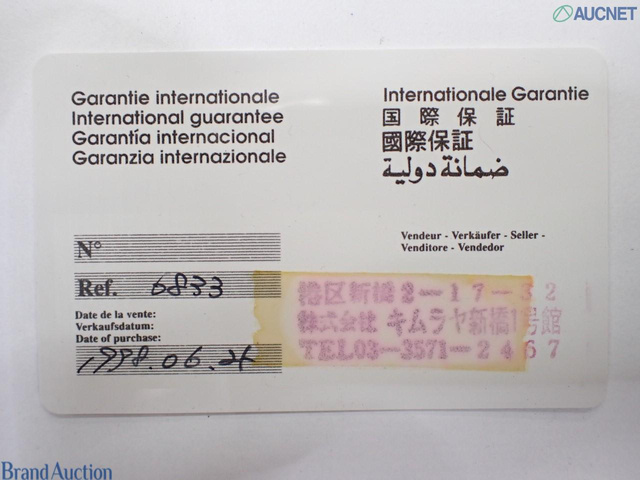 AUCNET
Garantie internationale
International guarantee
Garantía internacional
Garanzia internazionale
Internationale Garantie
国際保証
國際保証
ضمانة دولية
Nº
Ref. 6833
Date de la vente:
Verkaufsdatum:
Date of purchase:
1998.06.24
Vendeur - Verkäufer - Seller -
Venditore - Vendedor
港区新橋2-17-32
株式会社 キムラヤ新橋1号館
TEL03-3571-2467
Brand Auction